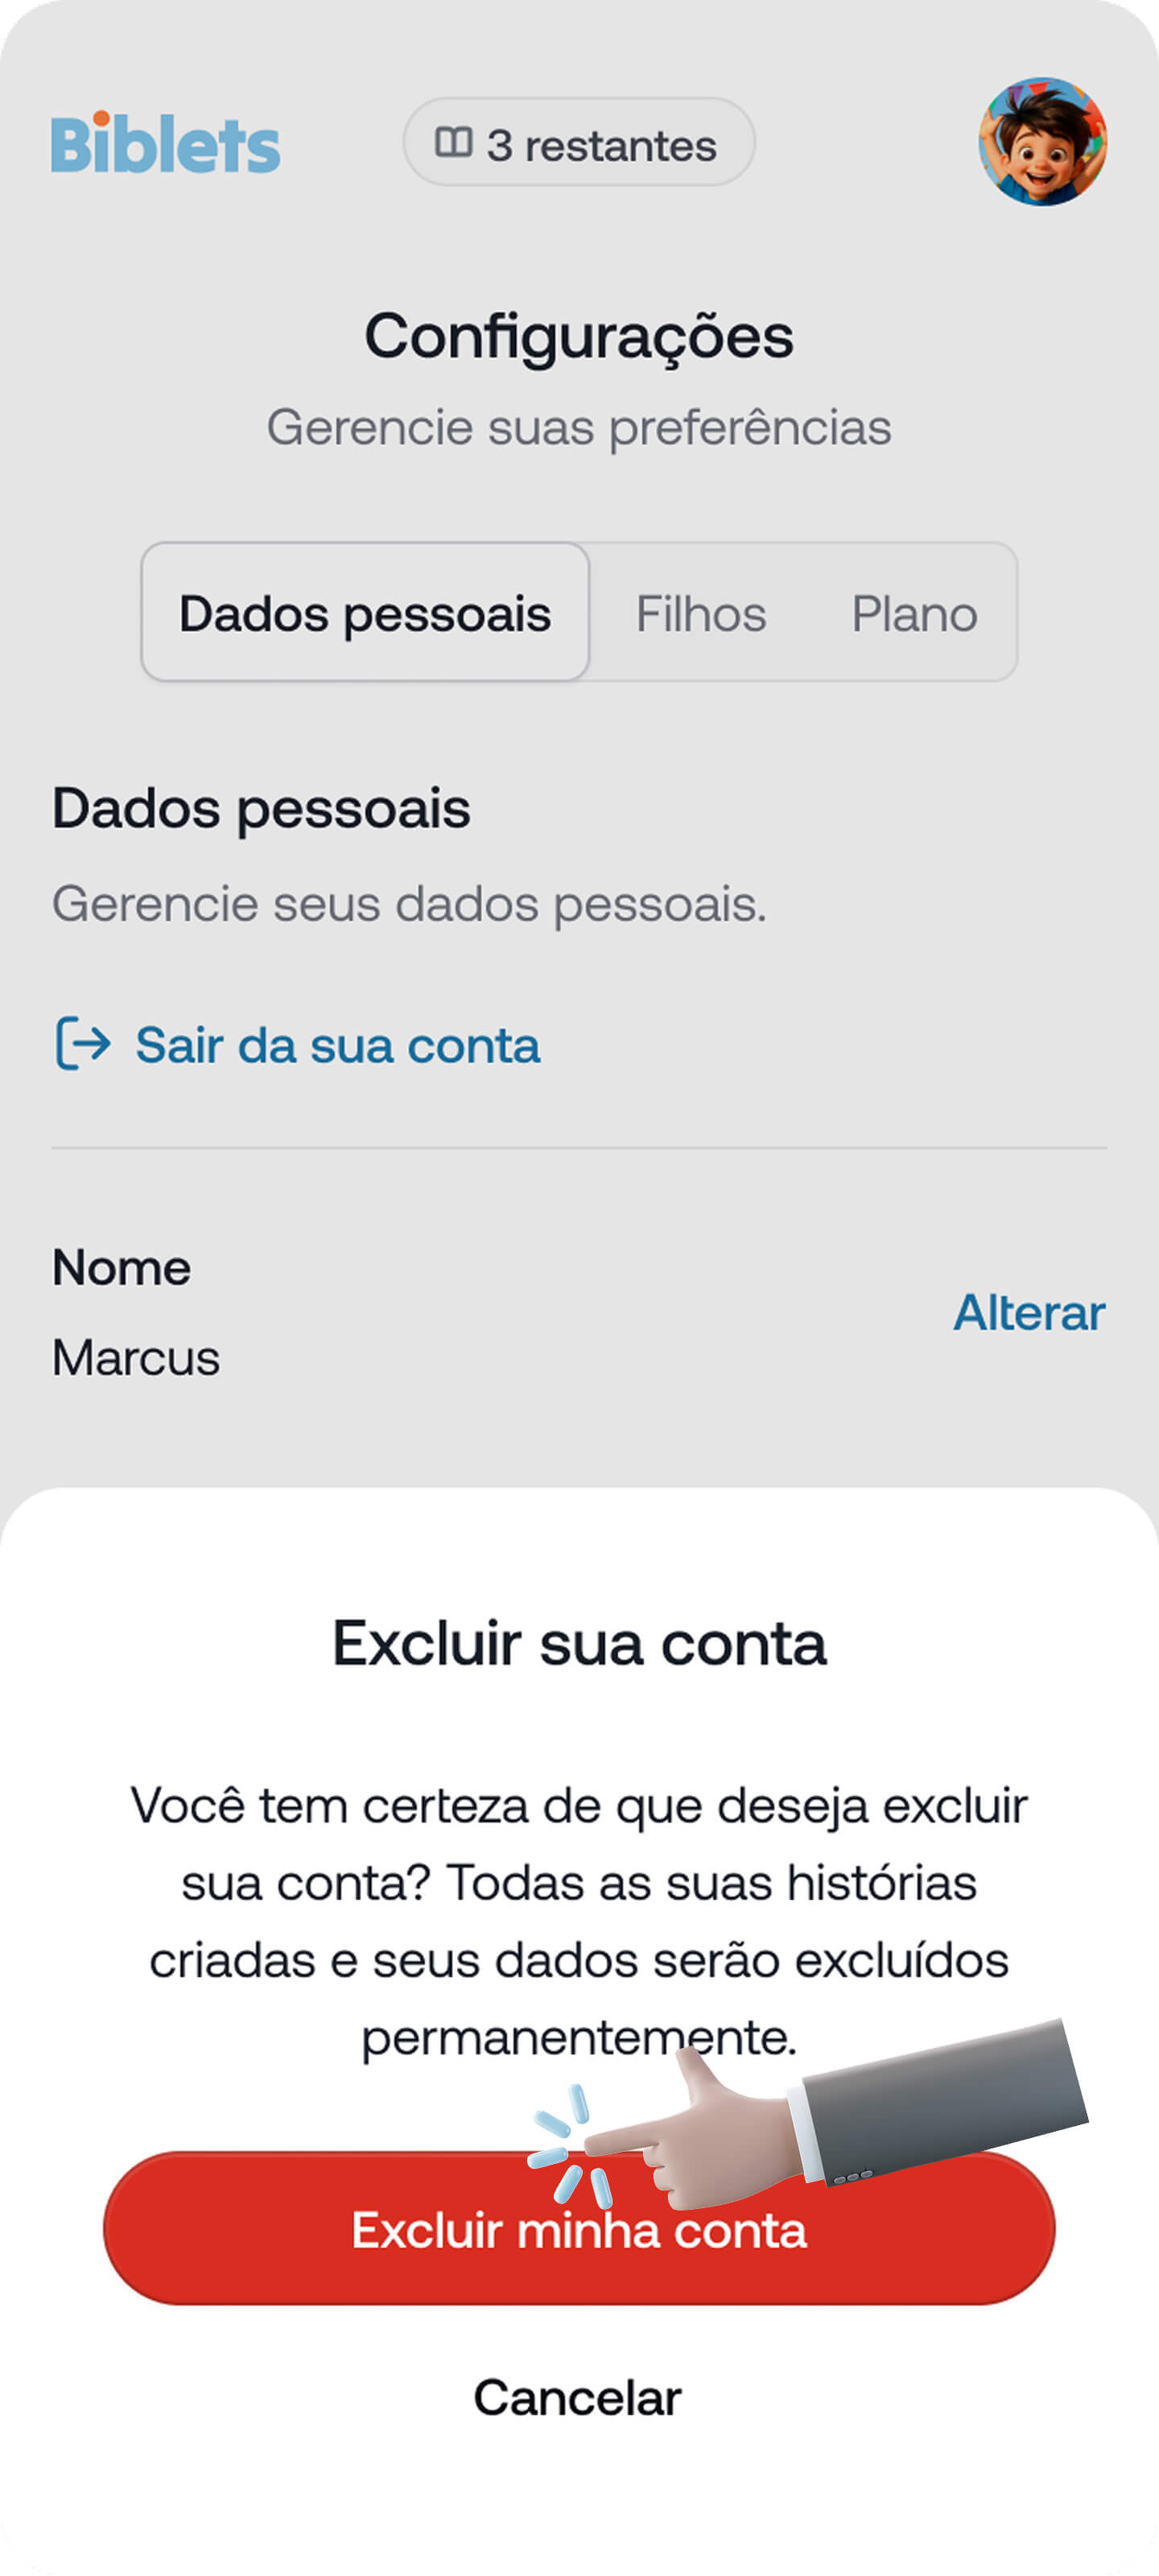 Biblets
3 restantes
Configurações
Gerencie suas preferências
Dados pessoais
Filhos
Plano
Dados pessoais
Gerencie seus dados pessoais.
Sair da sua conta
Nome
Alterar
Marcus
Excluir sua conta
Você tem certeza de que deseja excluir
sua conta? Todas as suas histórias
criadas e seus dados serão excluídos
permanentemente.
Excluir minha conta
Cancelar